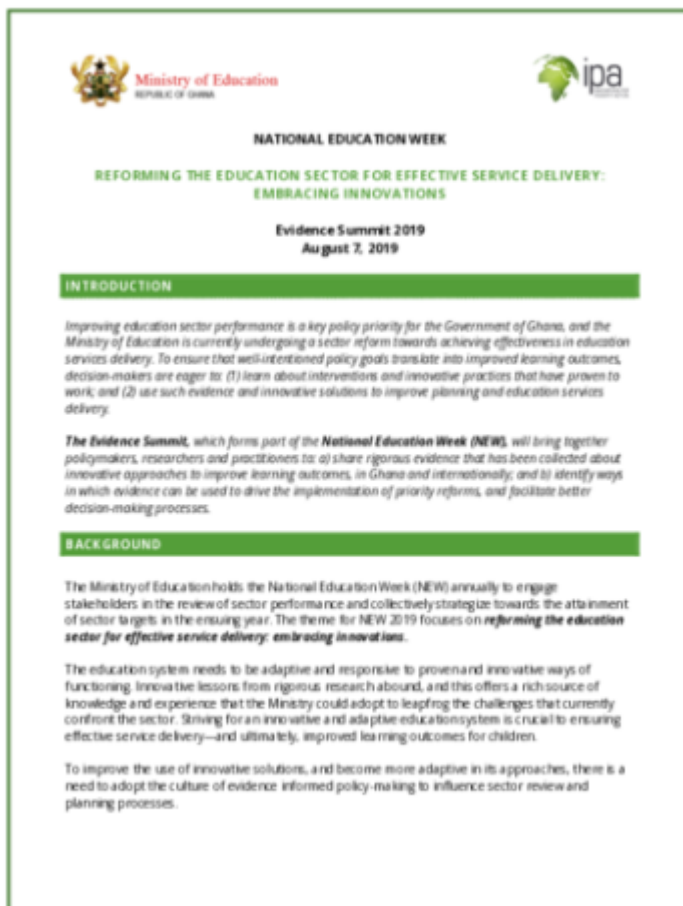 Ministry of Education
REPUBLIC OF GHANA
ipa
NATIONAL EDUCATION WEEK
REFORMING THE EDUCATION SECTOR FOR EFFECTIVE SERVICE DELIVERY:
EMBRACING INNOVATIONS
Evidence Summit 2019
August 7, 2019
INTRODUCTION
Improving education sector performance is a key policy priority for the Government of Ghana, and the
Ministry of Education is currently undergoing a sector reform towards achieving effectiveness in education
services delivery. To ensure that well-intentioned policy goals translate into improved learning outcomes,
decision-makers are eager to: (1) learn about interventions and innovative practices that have proven to
work; and (2) use such evidence and innovative solutions to improve planning and education services
delivery.
The Evidence Summit, which forms part of the National Education Week (NEW), will bring together
policymakers, researchers and practitioners to: a) share rigorous evidence that has been collected about
innovative approaches to improve learning outcomes, in Ghana and internationally; and b) identify ways
in which evidence can be used to drive the implementation of priority reforms, and facilitate better
decision-making processes.
BACKGROUND
The Ministry of Education holds the National Education Week (NEW) annually to engage
stakeholders in the review of sector performance and collectively strategize towards the attainment
of sector targets in the ensuing year. The theme for NEW 2019 focuses on reforming the education
sector for effective service delivery: embracing innovations.
The education system needs to be adaptive and responsive to proven and innovative ways of
functioning. Innovative lessons from rigorous research abound, and this offers a rich source of
knowledge and experience that the Ministry could adopt to leapfrog the challenges that currently
confront the sector. Striving for an innovative and adaptive education system is crucial to ensuring
effective service delivery—and ultimately, improved learning outcomes for children.
To improve the use of innovative solutions, and become more adaptive in its approaches, there is a
need to adopt the culture of evidence informed policy-making to influence sector review and
planning processes.